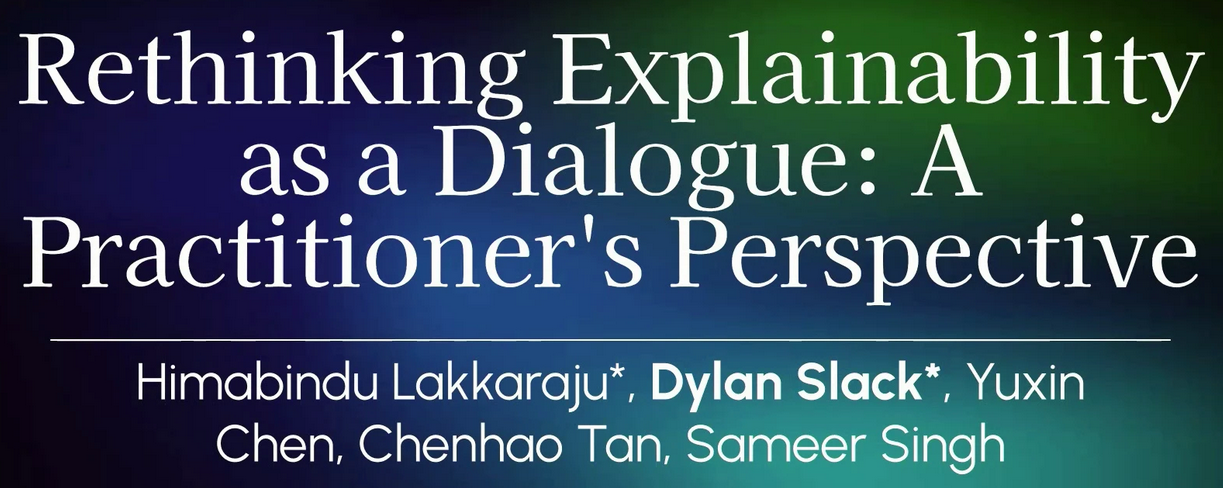 Rethinking Explainability
as a Dialogue: A
Practitioner's Perspective
Himabindu Lakkaraju*, Dylan Slack*, Yuxin
Chen, Chenhao Tan, Sameer Singh